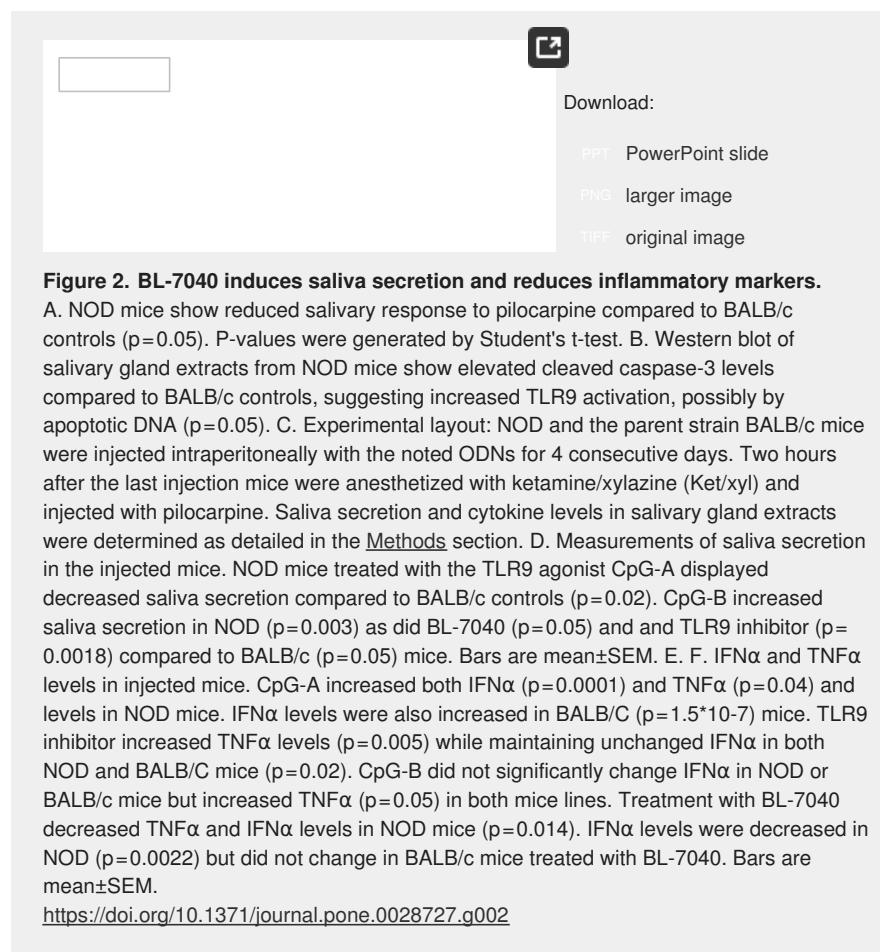 Download:
PPT PowerPoint slide
PNG larger image
TIFF original image
Figure 2. BL-7040 induces saliva secretion and reduces inflammatory markers.
A. NOD mice show reduced salivary response to pilocarpine compared to BALB/c
controls (p=0.05). P-values were generated by Student's t-test. B. Western blot of
salivary gland extracts from NOD mice show elevated cleaved caspase-3 levels
compared to BALB/c controls, suggesting increased TLR9 activation, possibly by
apoptotic DNA (p=0.05). C. Experimental layout: NOD and the parent strain BALB/c mice
were injected intraperitoneally with the noted ODNs for 4 consecutive days. Two hours
after the last injection mice were anesthetized with ketamine/xylazine (Ket/xyl) and
injected with pilocarpine. Saliva secretion and cytokine levels in salivary gland extracts
were determined as detailed in the Methods section. D. Measurements of saliva secretion
in the injected mice. NOD mice treated with the TLR9 agonist CpG-A displayed
decreased saliva secretion compared to BALB/c controls (p=0.02). CpG-B increased
saliva secretion in NOD (p=0.003) as did BL-7040 (p=0.05) and and TLR9 inhibitor (p=
0.0018) compared to BALB/c (p=0.05) mice. Bars are mean±SEM. E. F. IFNα and TNFα
levels in injected mice. CpG-A increased both IFNα (p=0.0001) and TNFα (p=0.04) and
levels in NOD mice. IFNα levels were also increased in BALB/C (p=1.5*10-7) mice. TLR9
inhibitor increased TNFα levels (p=0.005) while maintaining unchanged IFNα in both
NOD and BALB/C mice (p=0.02). CpG-B did not significantly change IFNα in NOD or
BALB/c mice but increased TNFα (p=0.05) in both mice lines. Treatment with BL-7040
decreased TNFα and IFNα levels in NOD mice (p=0.014). IFNα levels were decreased in
NOD (p=0.0022) but did not change in BALB/c mice treated with BL-7040. Bars are
mean±SEM.
https://doi.org/10.1371/journal.pone.0028727.g002